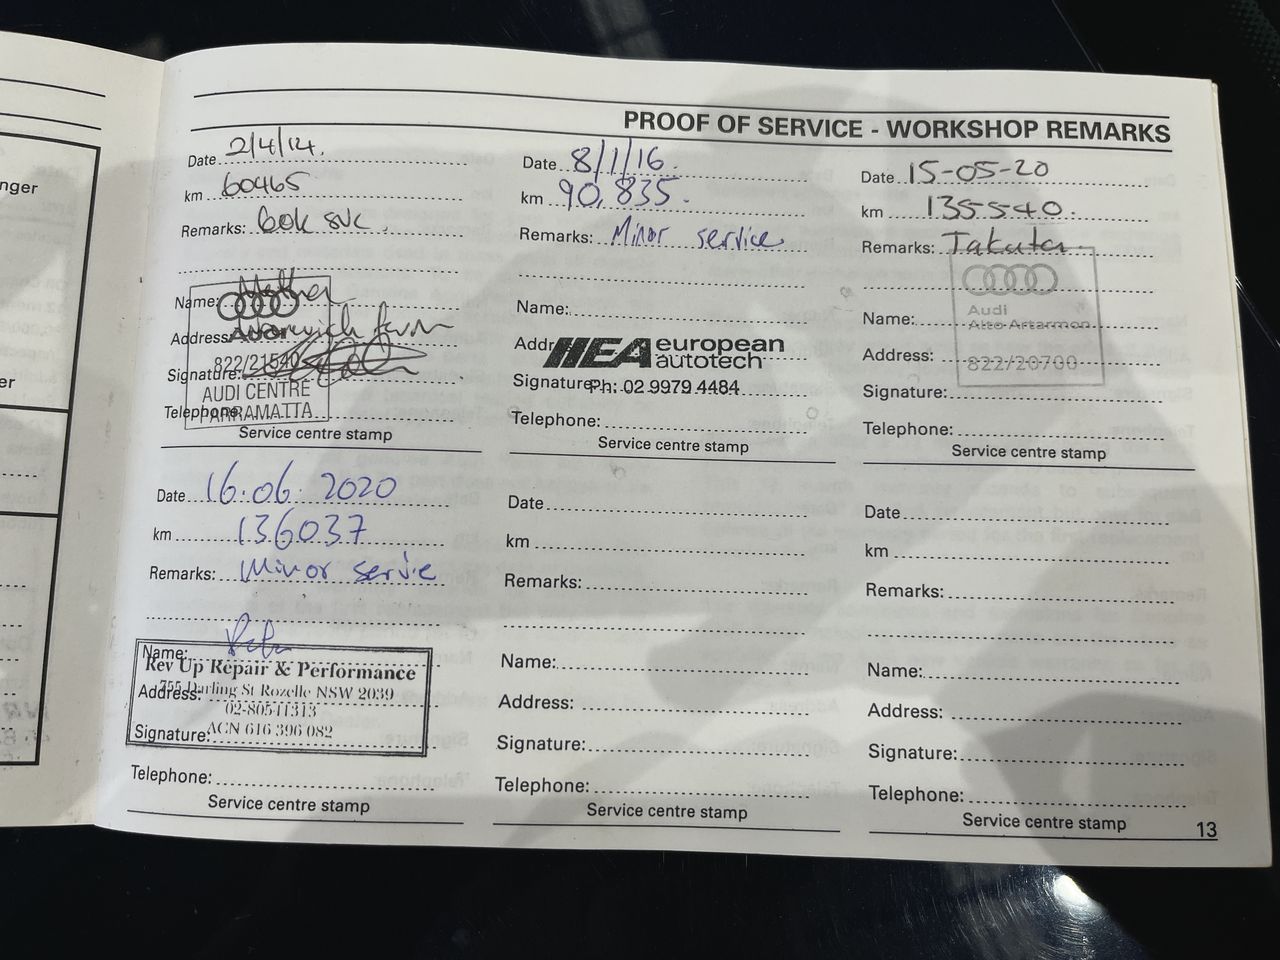 nger
er
PROOF OF SERVICE - WORKSHOP REMARKS
Date 2/4/14.
km 60465
Remarks: 60k svc.
Name:
Address:
Audi
822/21540
Signature:
AUDI CENTRE
Telephone:
PARRAMATTA
Service centre stamp
Date 8/1/16.
km 90,835.
Remarks: Minor service
Name:
Address:
HEA european
autotech
Signature:
Ph: 02 9979 4484
Telephone:
Service centre stamp
Date 15-05-20
km 135540.
Remarks: Takata
Name:
Audi
Alto Artarmon
Address:
822/20700
Signature:
Telephone:
Service centre stamp
Date 16.06.2020
km 136037
Remarks: Minor servie
Name:
Rev Up Repair & Performance
Address:
755 Darling St Rozelle NSW 2039
02-80541313
Signature:
ACN 616 396 082
Telephone:
Service centre stamp
Date
km
Remarks:
Name:
Address:
Signature:
Telephone:
Service centre stamp
Date
km
Remarks:
Name:
Address:
Signature:
Telephone:
Service centre stamp
13